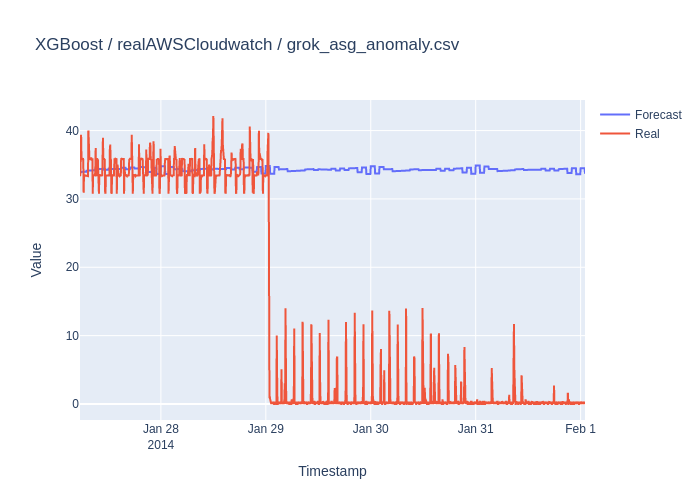 XGBoost / realAWSCloudwatch / grok_asg_anomaly.csv
Forecast
Real
40
30
20
10
0
Value
Jan 28
2014
Jan 29
Jan 30
Jan 31
Feb 1
Timestamp